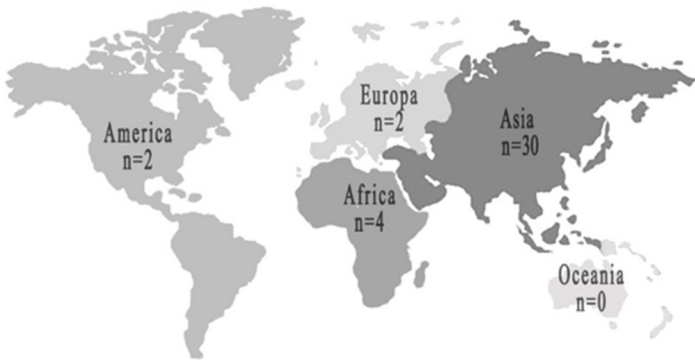 America
n=2
Europa
n=2
Asia
n=30
Africa
n=4
Oceania
n=0